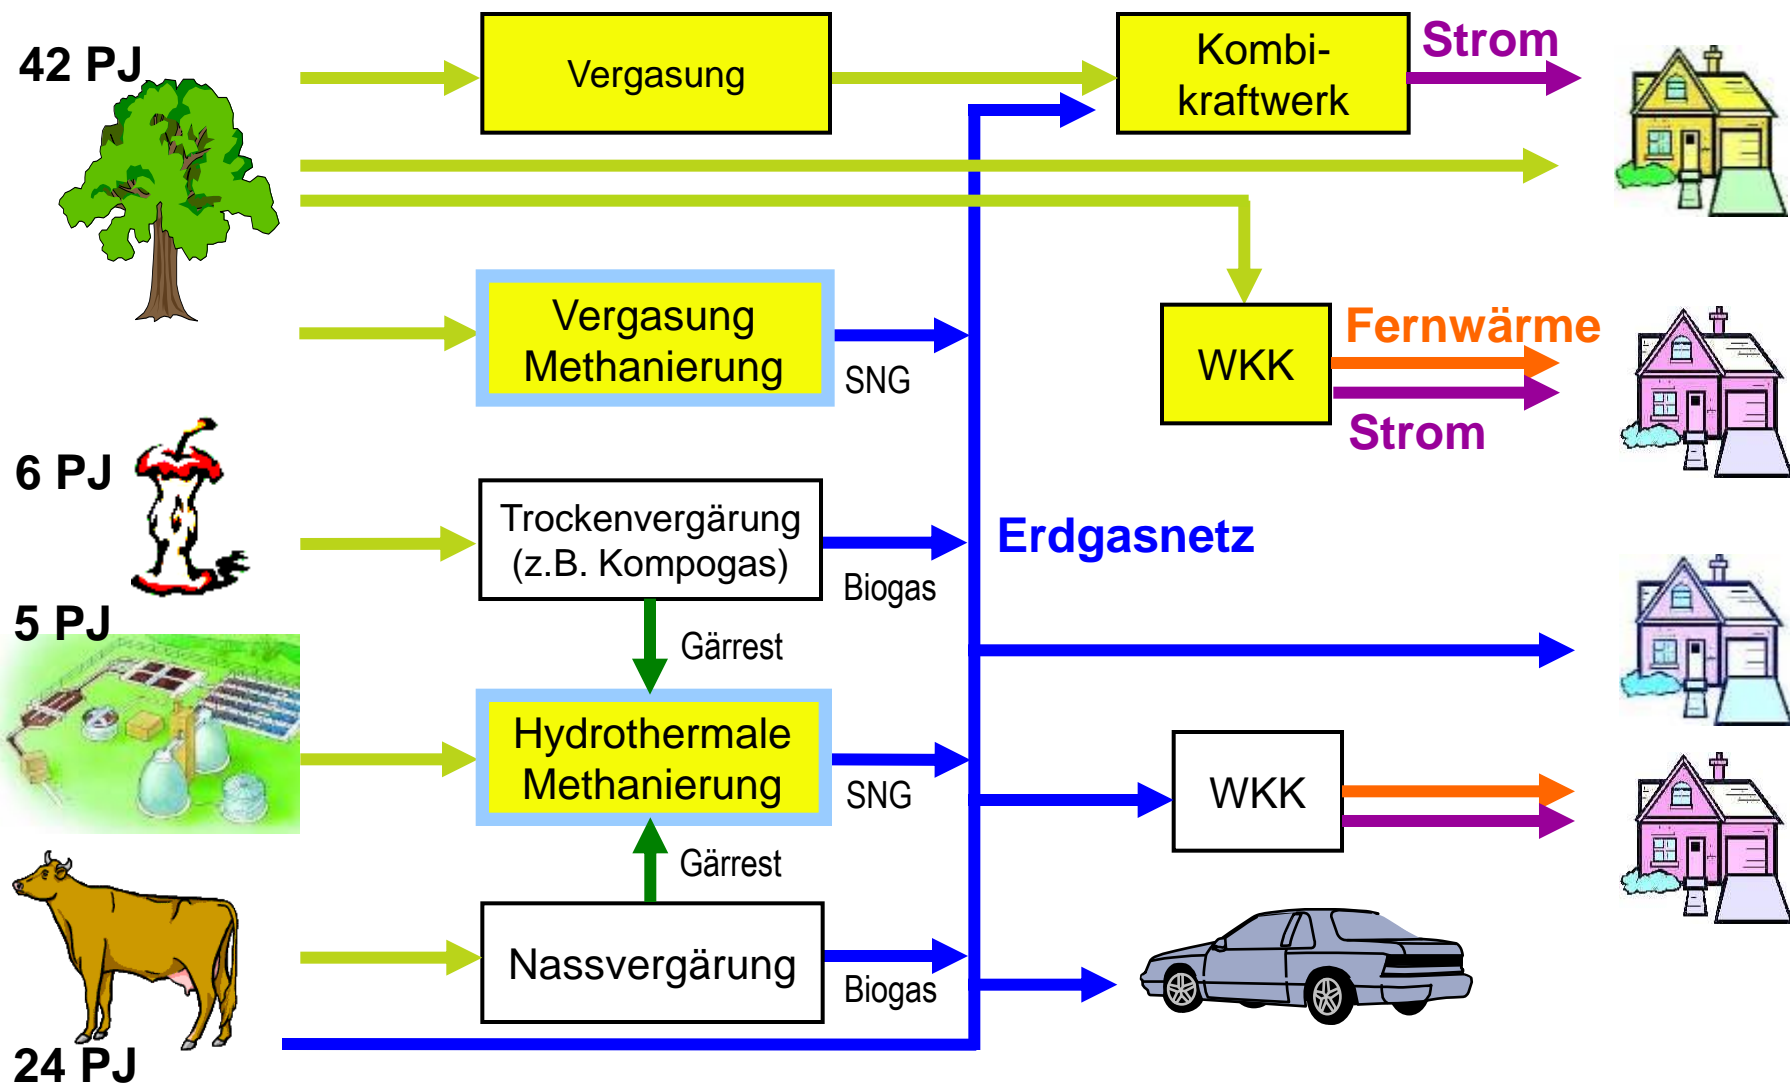 42 PJ
Vergasung
Kombi-
kraftwerk
Strom
Vergasung
Methanierung
SNG
WKK
Fernwärme
Strom
6 PJ
Trockenvergärung
(z.B. Kompogas)
Biogas
Erdgasnetz
5 PJ
Gärrest
Hydrothermale
Methanierung
SNG
WKK
Gärrest
Nassvergärung
Biogas
24 PJ